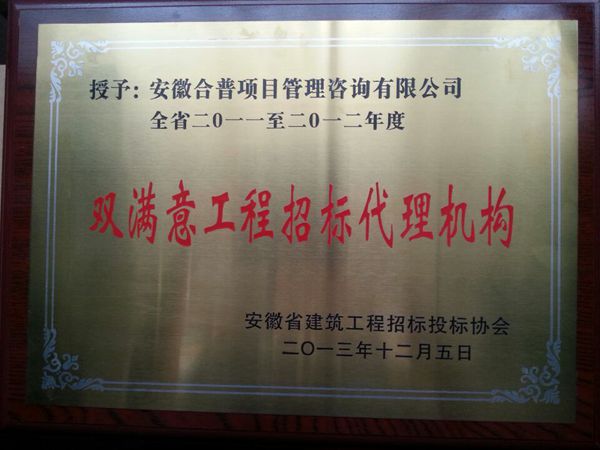 授予：安徽合普项目管理咨询有限公司
全省二〇一一至二〇一二年度
双满意工程招标代理机构
安徽省建筑工程招标投标协会
二〇一三年十二月五日